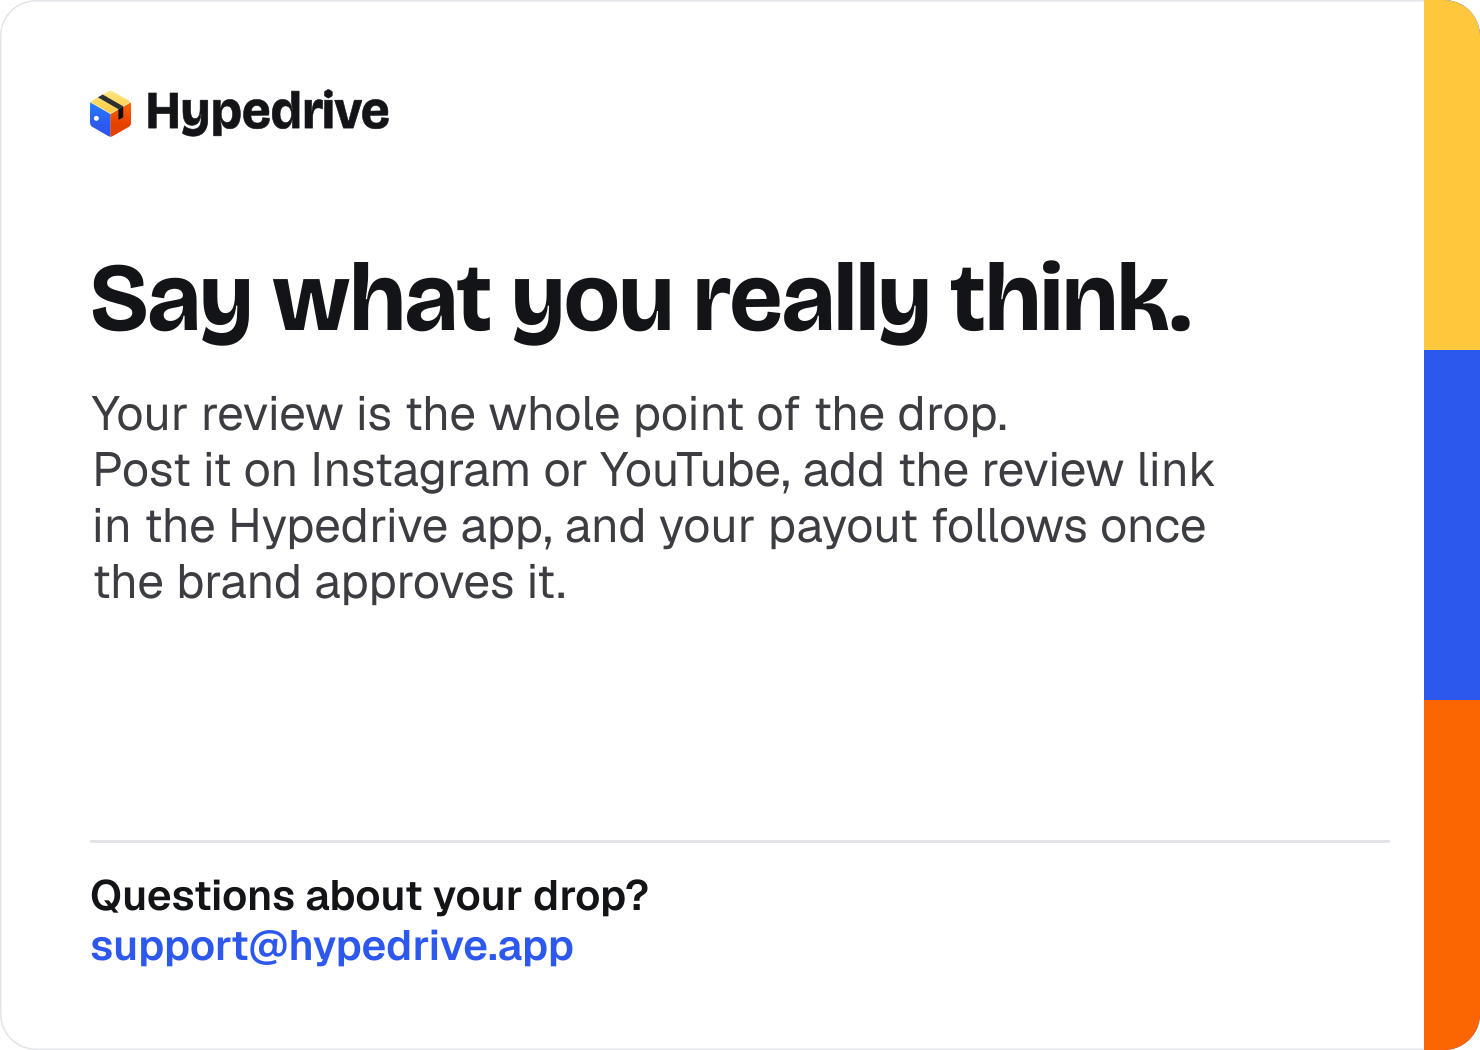 Hypedrive
Say what you really think.
Your review is the whole point of the drop.
Post it on Instagram or YouTube, add the review link
in the Hypedrive app, and your payout follows once
the brand approves it.
Questions about your drop?
support@hypedrive.app